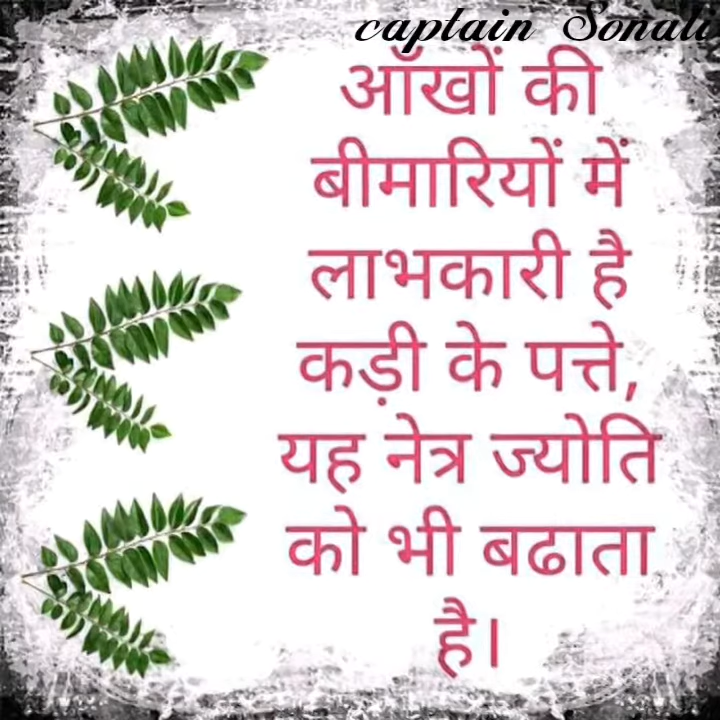 captain Sonali
आँखों की
बीमारियों में
लाभकारी है
कड़ी के पत्ते,
यह नेत्र ज्योति
को भी बढाता
है।